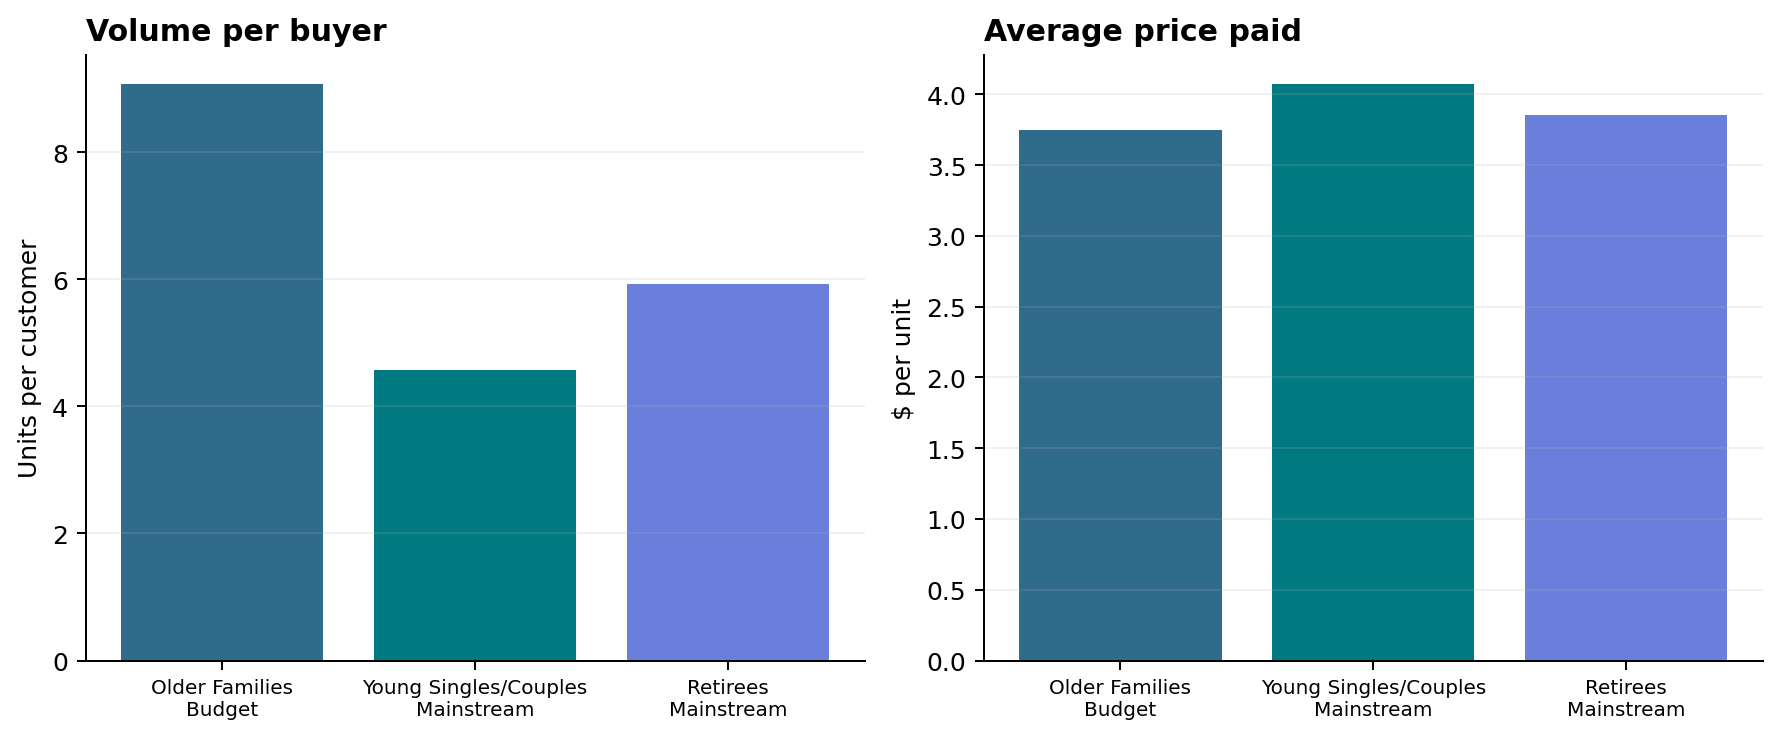 Volume per buyer
Units per customer
8
6
4
2
0
Older Families
Budget
Young Singles/Couples
Mainstream
Retirees
Mainstream
Average price paid
$ per unit
4.0
3.5
3.0
2.5
2.0
1.5
1.0
0.5
0.0
Older Families
Budget
Young Singles/Couples
Mainstream
Retirees
Mainstream